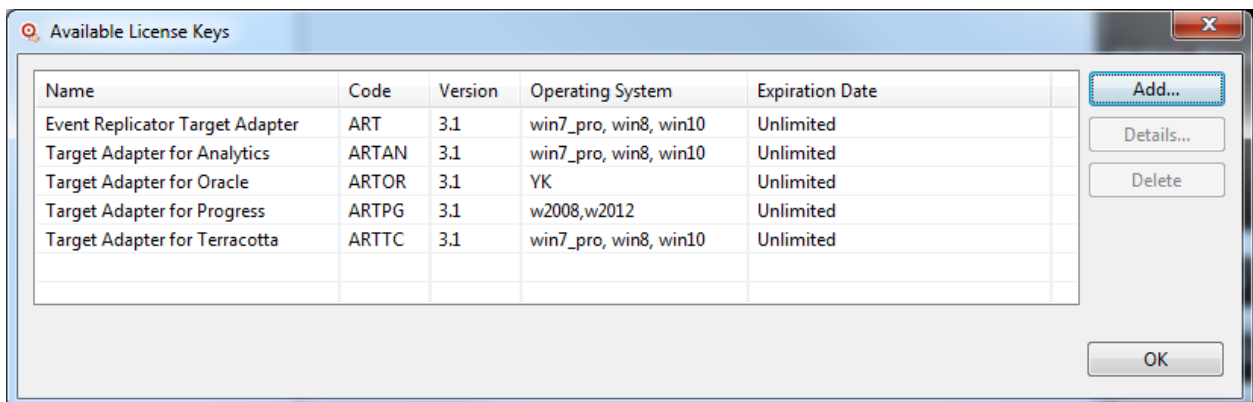 Available License Keys
Name Code Version Operating System Expiration Date
Event Replicator Target Adapter ART 3.1 win7_pro, win8, win10 Unlimited
Target Adapter for Analytics ARTAN 3.1 win7_pro, win8, win10 Unlimited
Target Adapter for Oracle ARTOR 3.1 YK Unlimited
Target Adapter for Progress ARTPG 3.1 w2008,w2012 Unlimited
Target Adapter for Terracotta ARTTC 3.1 win7_pro, win8, win10 Unlimited
Add...
Details...
Delete
OK